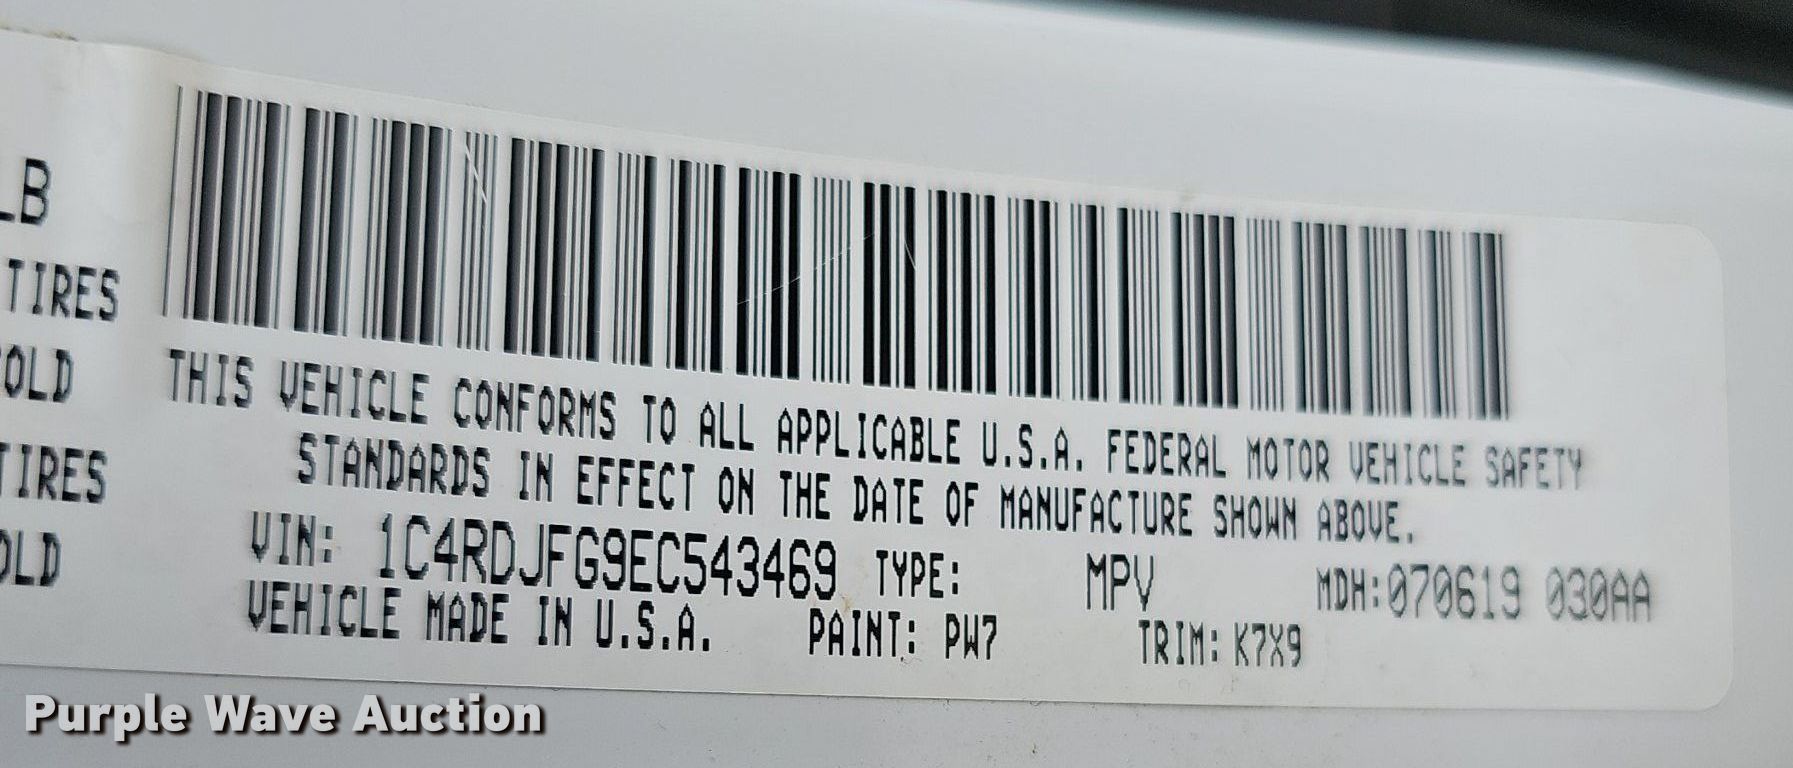 LB
TIRES
OLD
TIRES
OLD
THIS VEHICLE CONFORMS TO ALL APPLICABLE U.S.A. FEDERAL MOTOR VEHICLE SAFETY
STANDARDS IN EFFECT ON THE DATE OF MANUFACTURE SHOWN ABOVE.
VIN: 1C4RDJFG9EC543469 TYPE: MPV MDH:070619 030AA
VEHICLE MADE IN U.S.A. PAINT: PW7 TRIM: K7X9
Purple Wave Auction